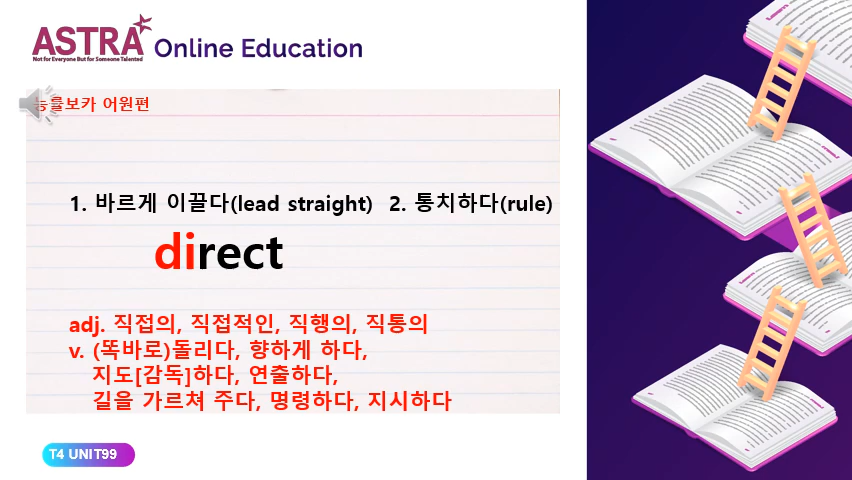 ASTRA Online Education
Not for Everyone But for Someone Talented
능률보카 어원편
1. 바르게 이끌다(lead straight) 2. 통치하다(rule)
direct
adj. 직접의, 직접적인, 직행의, 직통의
v. (똑바로)돌리다, 향하게 하다,
지도[감독]하다, 연출하다,
길을 가르쳐 주다, 명령하다, 지시하다
T4 UNIT99